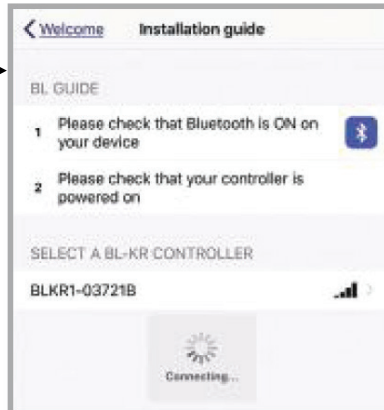 Welcome Installation guide
BL GUIDE
1 Please check that Bluetooth is ON on
your device
2 Please check that your controller is
powered on
SELECT A BL-KR CONTROLLER
BLKR1-03721B
Connecting...